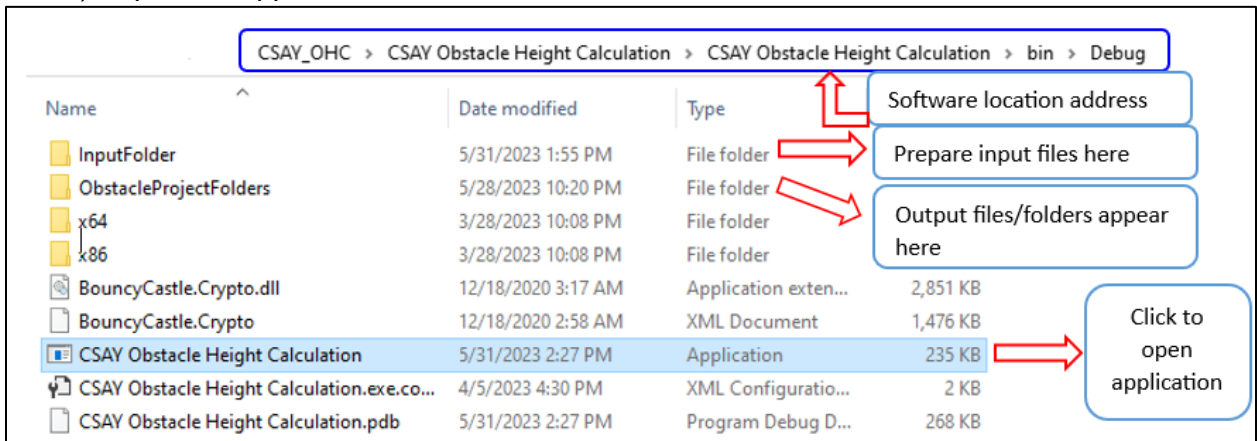 CSAY_OHC > CSAY Obstacle Height Calculation > CSAY Obstacle Height Calculation > bin > Debug
Software location address
Name Date modified Type
InputFolder 5/31/2023 1:55 PM File folder Prepare input files here
ObstacleProjectFolders 5/28/2023 10:20 PM File folder
Output files/folders appear
here
x64 3/28/2023 10:08 PM File folder
x86 3/28/2023 10:08 PM File folder
BouncyCastle.Crypto.dll 12/18/2020 3:17 AM Application exten... 2,851 KB
BouncyCastle.Crypto 12/18/2020 2:58 AM XML Document 1,476 KB
CSAY Obstacle Height Calculation 5/31/2023 2:27 PM Application 235 KB
Click to
open
application
CSAY Obstacle Height Calculation.exe.co... 4/5/2023 4:30 PM XML Configuratio... 2 KB
CSAY Obstacle Height Calculation.pdb 5/31/2023 2:27 PM Program Debug D... 268 KB